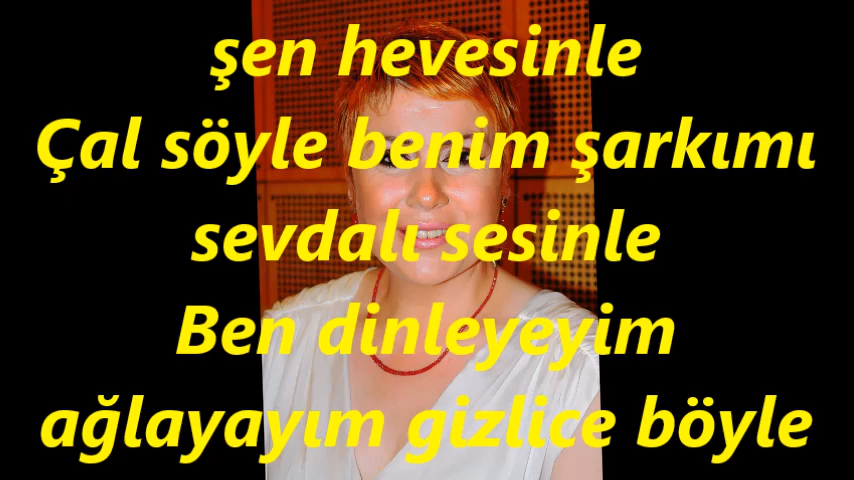 şen hevesinle
Çal söyle benim şarkımı
sevdalı sesinle
Ben dinleyeyim
ağlayayım gizlice böyle